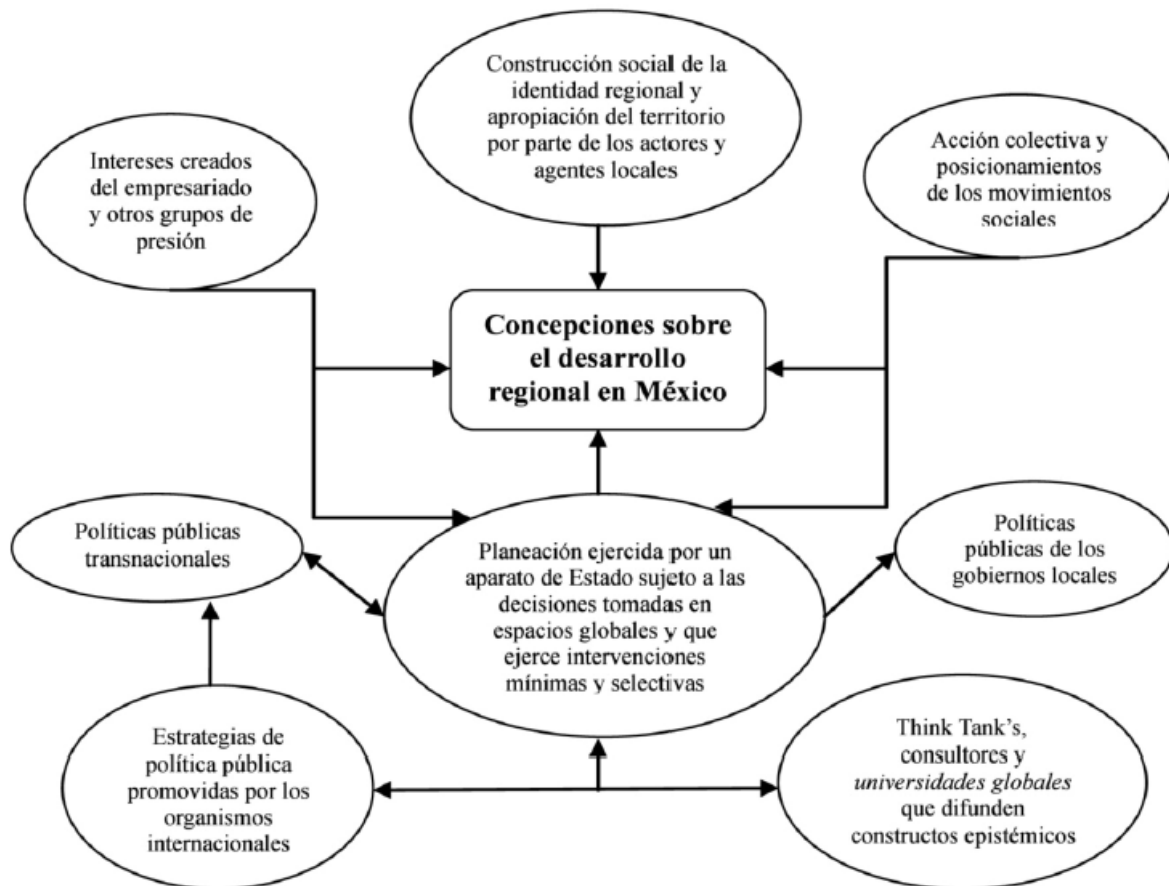 Construcción social de la
identidad regional y
apropiación del territorio
por parte de los actores y
agentes locales
Intereses creados
del empresariado
y otros grupos de
presión
Acción colectiva y
posicionamientos
de los movimientos
sociales
Concepciones sobre
el desarrollo
regional en México
Políticas públicas
transnacionales
Planeación ejercida por un
aparato de Estado sujeto a las
decisiones tomadas en
espacios globales y que
ejerce intervenciones
mínimas y selectivas
Políticas
públicas de los
gobiernos locales
Estrategias de
política pública
promovidas por los
organismos
internacionales
Think Tank's,
consultores y
universidades globales
que difunden
constructos epistémicos